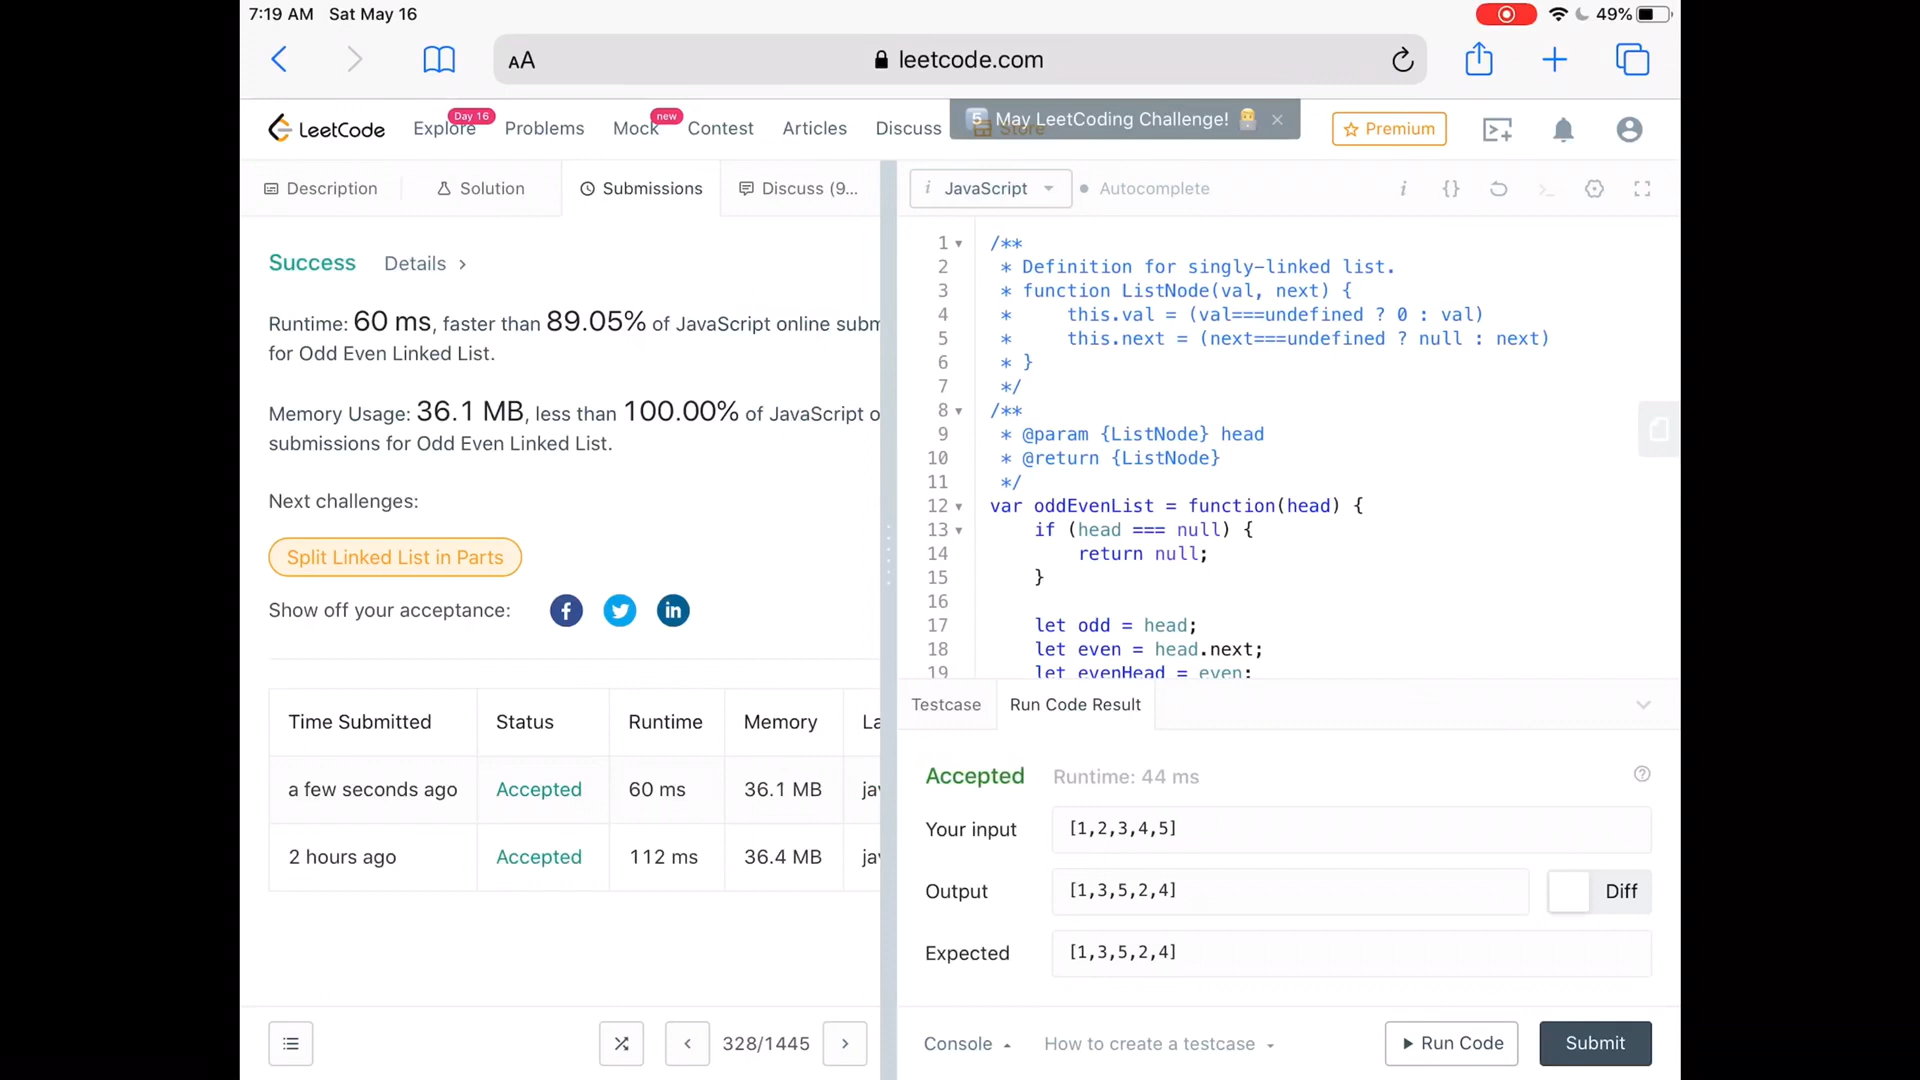 7:19 AM Sat May 16
49%
AA leetcode.com
LeetCode Explore Day 16 Problems Mock new Contest Articles Discuss Store
5 May LeetCoding Challenge! ×
Premium
Description Solution Submissions Discuss (9...
Success Details >
Runtime: 60 ms, faster than 89.05% of JavaScript online subm
for Odd Even Linked List.
Memory Usage: 36.1 MB, less than 100.00% of JavaScript o
submissions for Odd Even Linked List.
Next challenges:
Split Linked List in Parts
Show off your acceptance:
Time Submitted Status Runtime Memory La
a few seconds ago Accepted 60 ms 36.1 MB jav
2 hours ago Accepted 112 ms 36.4 MB jav
328/1445
i JavaScript Autocomplete
i {}
1 /**
2 * Definition for singly-linked list.
3 * function ListNode(val, next) {
4 *     this.val = (val===undefined ? 0 : val)
5 *     this.next = (next===undefined ? null : next)
6 * }
7 */
8 /**
9 * @param {ListNode} head
10 * @return {ListNode}
11 */
12 var oddEvenList = function(head) {
13     if (head === null) {
14         return null;
15     }
16
17     let odd = head;
18     let even = head.next;
19     let evenHead = even;
Testcase Run Code Result
Accepted Runtime: 44 ms
Your input [1,2,3,4,5]
Output [1,3,5,2,4] Diff
Expected [1,3,5,2,4]
Console How to create a testcase Run Code Submit